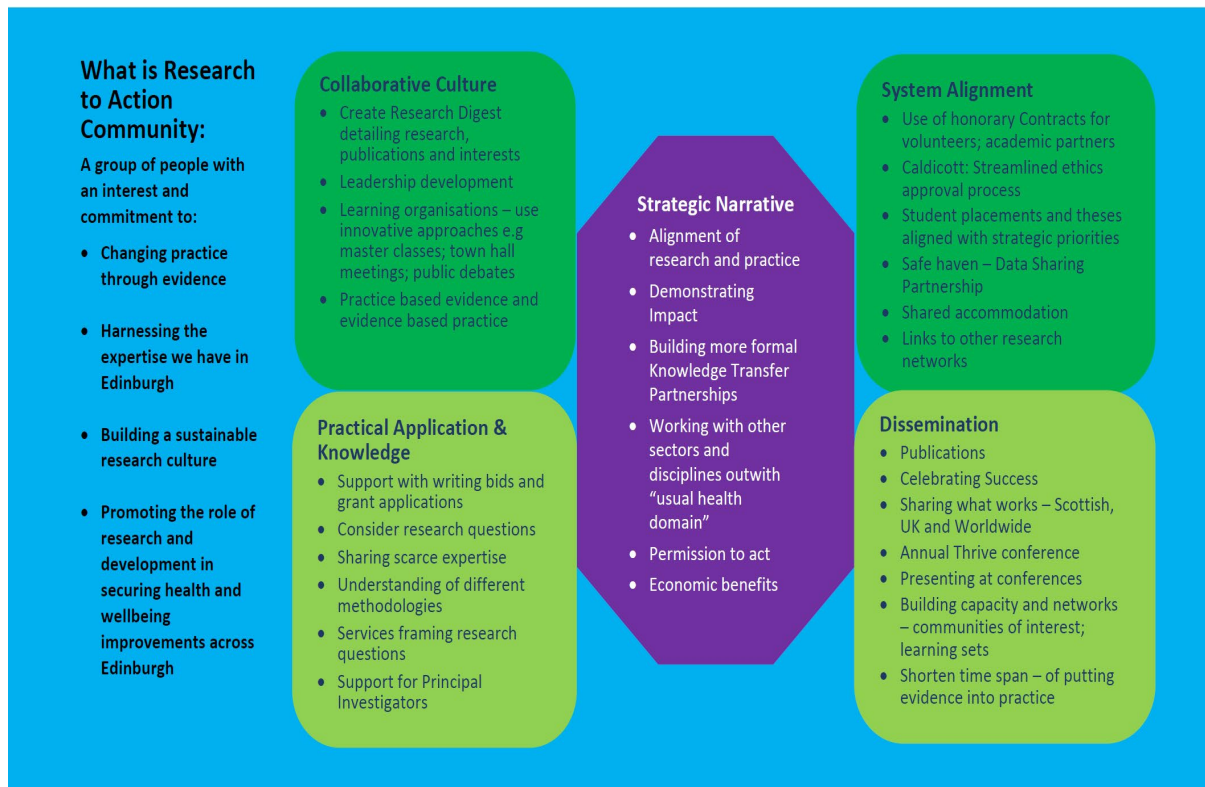 What is Research
to Action
Community:
A group of people with
an interest and
commitment to:
• Changing practice
through evidence
• Harnessing the
expertise we have in
Edinburgh
• Building a sustainable
research culture
• Promoting the role of
research and
development in
securing health and
wellbeing
improvements across
Edinburgh
Collaborative Culture
• Create Research Digest
detailing research,
publications and interests
• Leadership development
• Learning organisations – use
innovative approaches e.g
master classes; town hall
meetings; public debates
• Practice based evidence and
evidence based practice
Practical Application &
Knowledge
• Support with writing bids and
grant applications
• Consider research questions
• Sharing scarce expertise
• Understanding of different
methodologies
• Services framing research
questions
• Support for Principal
Investigators
Strategic Narrative
• Alignment of
research and practice
• Demonstrating
Impact
• Building more formal
Knowledge Transfer
Partnerships
• Working with other
sectors and
disciplines outwith
“usual health
domain”
• Permission to act
• Economic benefits
System Alignment
• Use of honorary Contracts for
volunteers; academic partners
• Caldicott: Streamlined ethics
approval process
• Student placements and theses
aligned with strategic priorities
• Safe haven – Data Sharing
Partnership
• Shared accommodation
• Links to other research
networks
Dissemination
• Publications
• Celebrating Success
• Sharing what works – Scottish,
UK and Worldwide
• Annual Thrive conference
• Presenting at conferences
• Building capacity and networks
– communities of interest;
learning sets
• Shorten time span – of putting
evidence into practice